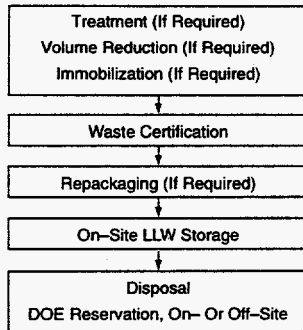 Treatment (If Required)
Volume Reduction (If Required)
Immobilization (If Required)
Waste Certification
Repackaging (If Required)
On–Site LLW Storage
Disposal
DOE Reservation, On– Or Off–Site